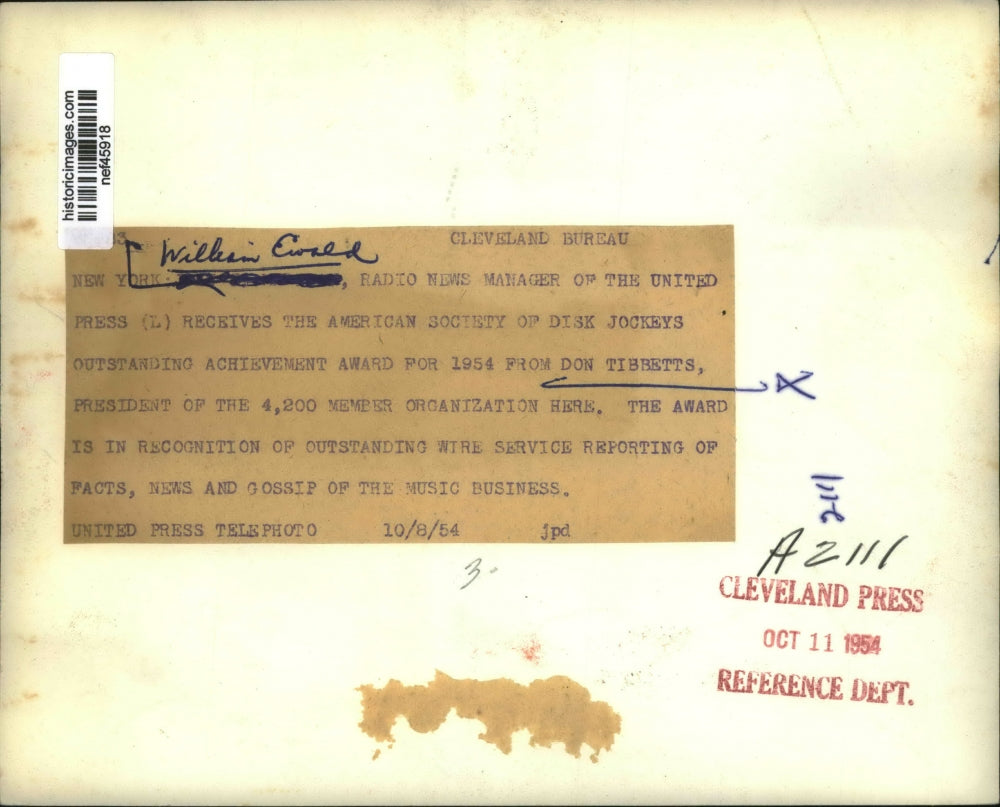 historicimages.com
nef45918
William Ewald
CLEVELAND BUREAU
NEW YORK , RADIO NEWS MANAGER OF THE UNITED
PRESS (L) RECEIVES THE AMERICAN SOCIETY OF DISK JOCKEYS
OUTSTANDING ACHIEVEMENT AWARD FOR 1954 FROM DON TIBBETTS,
X
PRESIDENT OF THE 4,200 MEMBER ORGANIZATION HERE. THE AWARD
IS IN RECOGNITION OF OUTSTANDING WIRE SERVICE REPORTING OF
FACTS, NEWS AND GOSSIP OF THE MUSIC BUSINESS.
UNITED PRESS TELEPHOTO 10/8/54 jpd
2111
A2111
3-
CLEVELAND PRESS
OCT 11 1954
REFERENCE DEPT.